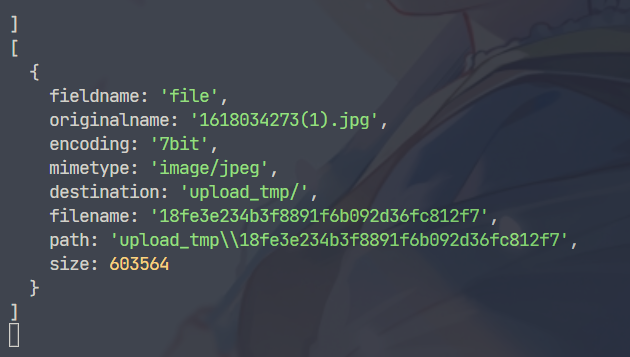 ]
[
  {
    fieldname: 'file',
    originalname: '1618034273(1).jpg',
    encoding: '7bit',
    mimetype: 'image/jpeg',
    destination: 'upload_tmp/',
    filename: '18fe3e234b3f8891f6b092d36fc812f7',
    path: 'upload_tmp\\18fe3e234b3f8891f6b092d36fc812f7',
    size: 603564
  }
]